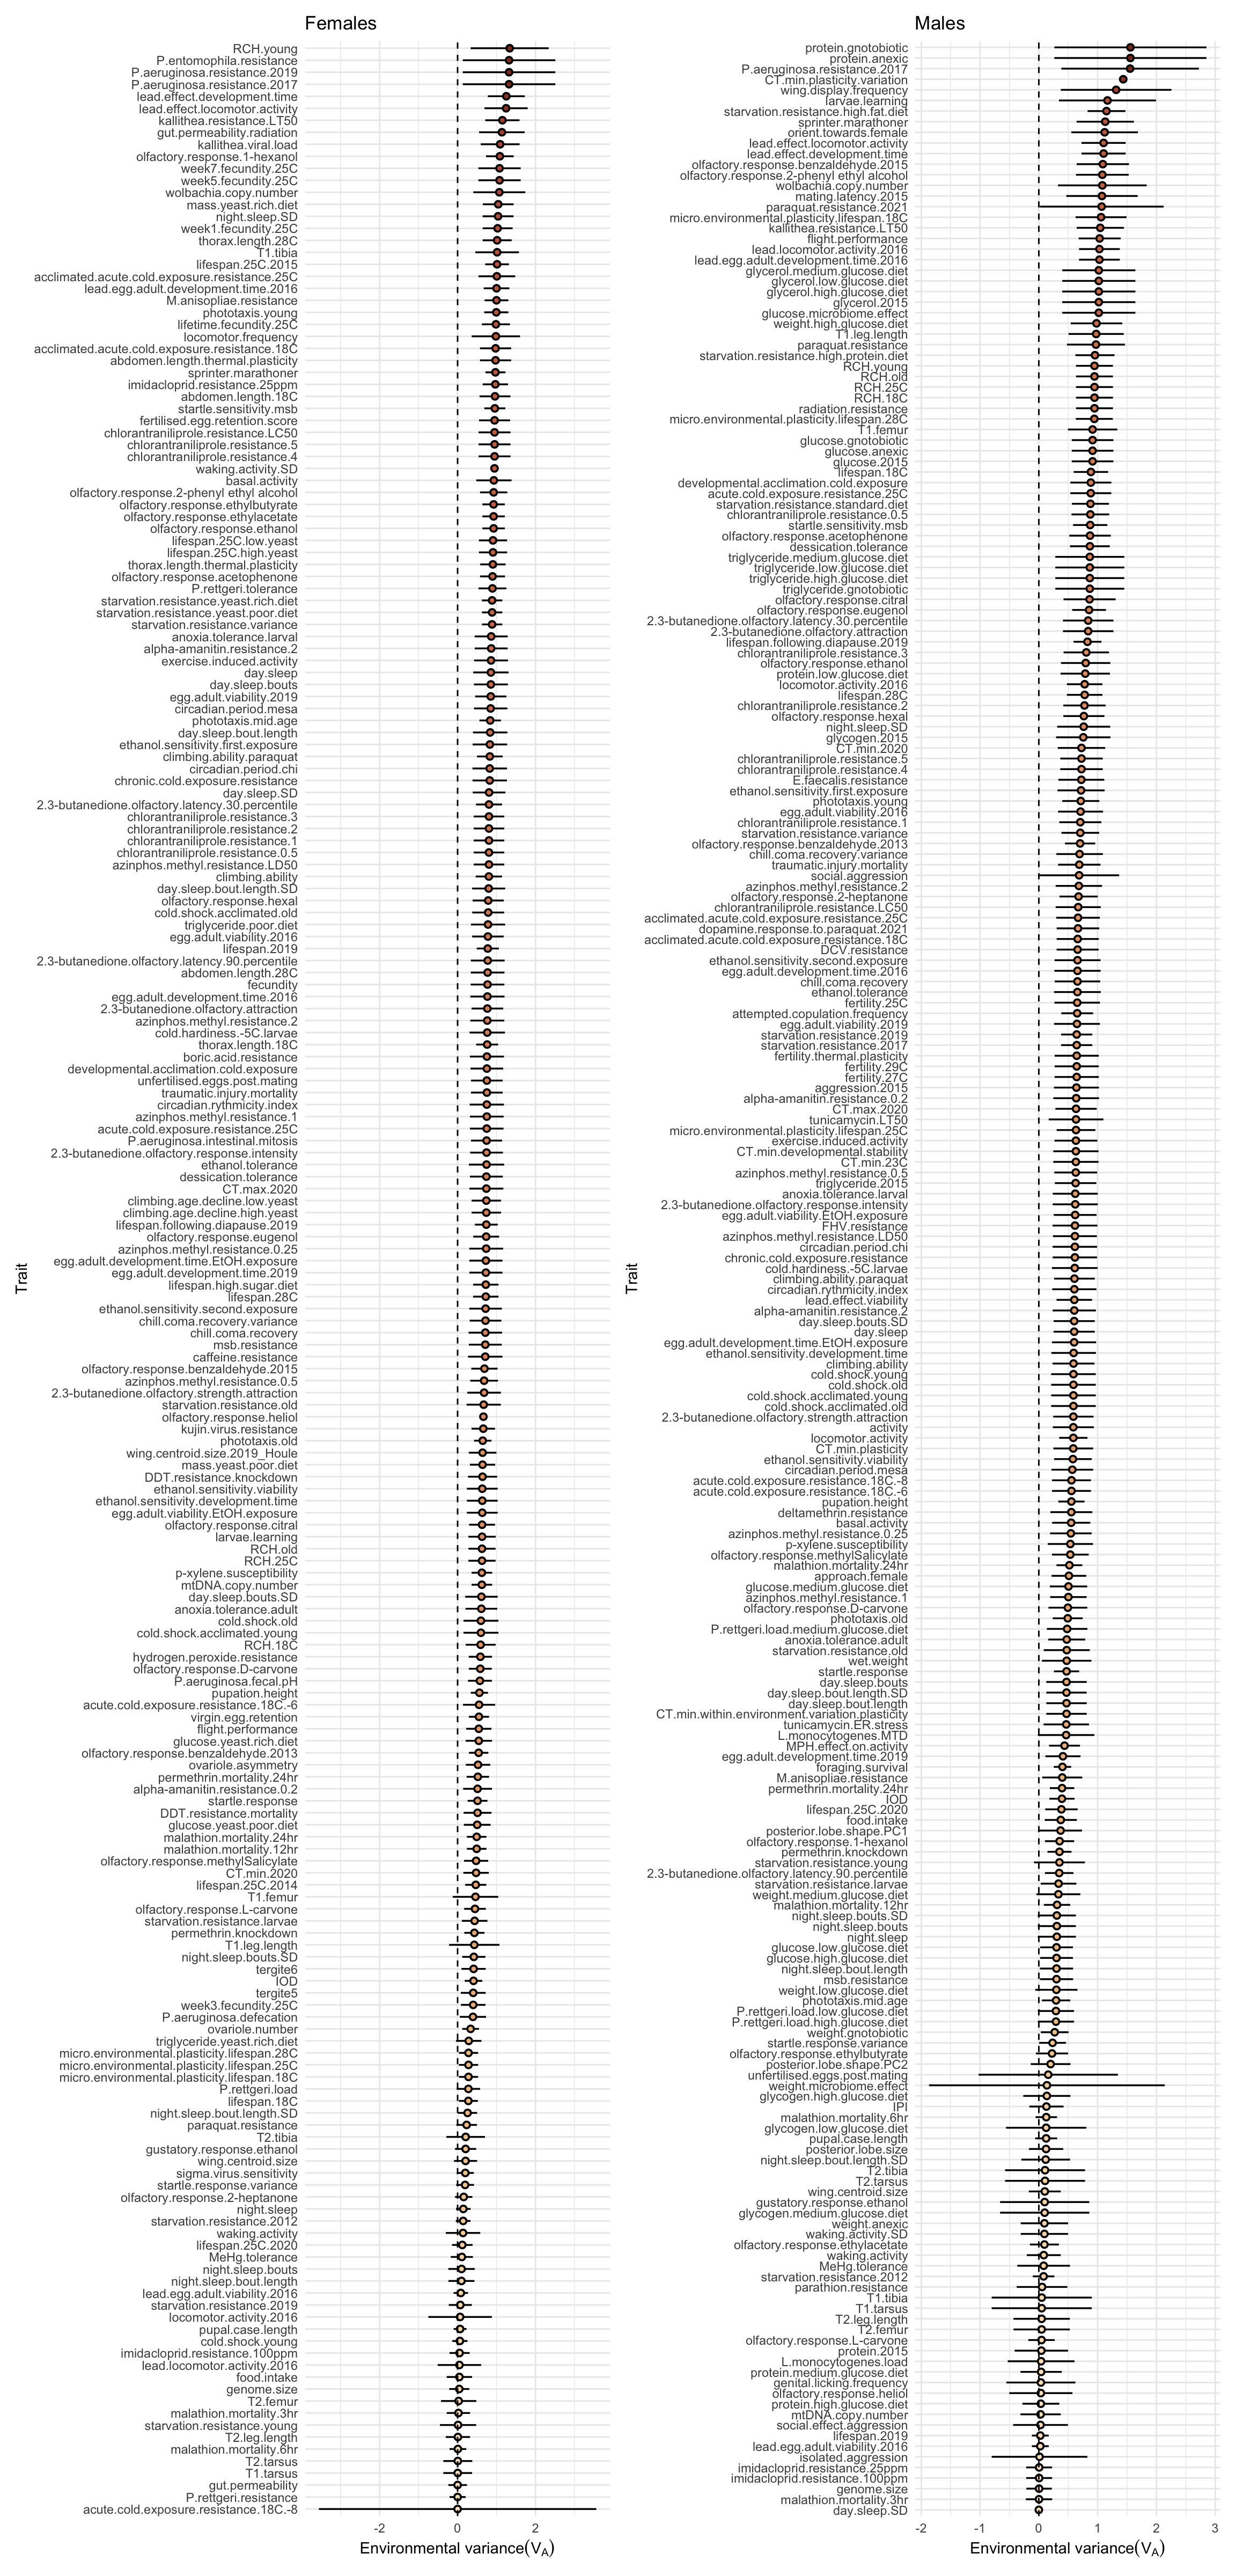 Females
RCH.young
P.entomophila.resistance
P.aeruginosa.resistance.2019
P.aeruginosa.resistance.2017
lead.effect.development.time
lead.effect.locomotor.activity
kallithea.resistance.LT50
gut.permeability.radiation
kallithea.viral.load
olfactory.response.1-hexanol
week7.fecundity.25C
week5.fecundity.25C
wolbachia.copy.number
mass.yeast.rich.diet
night.sleep.SD
week1.fecundity.25C
thorax.length.28C
T1.tibia
lifespan.25C.2015
acclimated.acute.cold.exposure.resistance.25C
lead.egg.adult.development.time.2016
M.anisopliae.resistance
phototaxis.young
lifetime.fecundity.25C
locomotor.frequency
acclimated.acute.cold.exposure.resistance.18C
abdomen.length.thermal.plasticity
sprinter.marathoner
imidacloprid.resistance.25ppm
abdomen.length.18C
startle.sensitivity.msb
fertilised.egg.retention.score
chlorantraniliprole.resistance.LC50
chlorantraniliprole.resistance.5
chlorantraniliprole.resistance.4
waking.activity.SD
basal.activity
olfactory.response.2-phenyl ethyl alcohol
olfactory.response.ethylbutyrate
olfactory.response.ethylacetate
olfactory.response.ethanol
lifespan.25C.low.yeast
lifespan.25C.high.yeast
thorax.length.thermal.plasticity
olfactory.response.acetophenone
P.rettgeri.tolerance
starvation.resistance.yeast.rich.diet
starvation.resistance.yeast.poor.diet
starvation.resistance.variance
anoxia.tolerance.larval
alpha-amanitin.resistance.2
exercise.induced.activity
day.sleep
day.sleep.bouts
egg.adult.viability.2019
circadian.period.mesa
phototaxis.mid.age
day.sleep.bout.length
ethanol.sensitivity.first.exposure
climbing.ability.paraquat
circadian.period.chi
chronic.cold.exposure.resistance
day.sleep.SD
2.3-butanedione.olfactory.latency.30.percentile
chlorantraniliprole.resistance.3
chlorantraniliprole.resistance.2
chlorantraniliprole.resistance.1
chlorantraniliprole.resistance.0.5
azinphos.methyl.resistance.LD50
climbing.ability
day.sleep.bout.length.SD
olfactory.response.hexal
cold.shock.acclimated.old
triglyceride.poor.diet
egg.adult.viability.2016
lifespan.2019
2.3-butanedione.olfactory.latency.90.percentile
abdomen.length.28C
fecundity
egg.adult.development.time.2016
2.3-butanedione.olfactory.attraction
azinphos.methyl.resistance.2
cold.hardiness.-5C.larvae
thorax.length.18C
boric.acid.resistance
developmental.acclimation.cold.exposure
unfertilised.eggs.post.mating
traumatic.injury.mortality
circadian.rythmicity.index
azinphos.methyl.resistance.1
acute.cold.exposure.resistance.25C
P.aeruginosa.intestinal.mitosis
2.3-butanedione.olfactory.response.intensity
ethanol.tolerance
dessication.tolerance
CT.max.2020
climbing.age.decline.low.yeast
climbing.age.decline.high.yeast
lifespan.following.diapause.2019
olfactory.response.eugenol
azinphos.methyl.resistance.0.25
egg.adult.development.time.EtOH.exposure
egg.adult.development.time.2019
lifespan.high.sugar.diet
lifespan.28C
ethanol.sensitivity.second.exposure
chill.coma.recovery.variance
chill.coma.recovery
msb.resistance
caffeine.resistance
olfactory.response.benzaldehyde.2015
azinphos.methyl.resistance.0.5
2.3-butanedione.olfactory.strength.attraction
starvation.resistance.old
olfactory.response.heliol
kujin.virus.resistance
phototaxis.old
wing.centroid.size.2019_Houle
mass.yeast.poor.diet
DDT.resistance.knockdown
ethanol.sensitivity.viability
ethanol.sensitivity.development.time
egg.adult.viability.EtOH.exposure
olfactory.response.citral
larvae.learning
RCH.old
RCH.25C
p-xylene.susceptibility
mtDNA.copy.number
day.sleep.bouts.SD
anoxia.tolerance.adult
cold.shock.old
cold.shock.acclimated.young
RCH.18C
hydrogen.peroxide.resistance
olfactory.response.D-carvone
P.aeruginosa.fecal.pH
pupation.height
acute.cold.exposure.resistance.18C.-6
virgin.egg.retention
flight.performance
glucose.yeast.rich.diet
olfactory.response.benzaldehyde.2013
ovariole.asymmetry
permethrin.mortality.24hr
alpha-amanitin.resistance.0.2
startle.response
DDT.resistance.mortality
glucose.yeast.poor.diet
malathion.mortality.24hr
malathion.mortality.12hr
olfactory.response.methylSalicylate
CT.min.2020
lifespan.25C.2014
T1.femur
olfactory.response.L-carvone
starvation.resistance.larvae
permethrin.knockdown
T1.leg.length
night.sleep.bouts.SD
tergite6
IOD
tergite5
week3.fecundity.25C
P.aeruginosa.defecation
ovariole.number
triglyceride.yeast.rich.diet
micro.environmental.plasticity.lifespan.28C
micro.environmental.plasticity.lifespan.25C
micro.environmental.plasticity.lifespan.18C
P.rettgeri.load
lifespan.18C
night.sleep.bout.length.SD
paraquat.resistance
T2.tibia
gustatory.response.ethanol
wing.centroid.size
sigma.virus.sensitivity
startle.response.variance
olfactory.response.2-heptanone
night.sleep
starvation.resistance.2012
waking.activity
lifespan.25C.2020
MeHg.tolerance
night.sleep.bouts
night.sleep.bout.length
lead.egg.adult.viability.2016
starvation.resistance.2019
locomotor.activity.2016
pupal.case.length
cold.shock.young
imidacloprid.resistance.100ppm
lead.locomotor.activity.2016
food.intake
genome.size
T2.femur
malathion.mortality.3hr
starvation.resistance.young
T2.leg.length
malathion.mortality.6hr
T2.tarsus
T1.tarsus
gut.permeability
P.rettgeri.resistance
acute.cold.exposure.resistance.18C.-8
Trait
-2 0 2
Environmental variance(VA)
Males
protein.gnotobiotic
protein.anexic
P.aeruginosa.resistance.2017
CT.min.plasticity.variation
wing.display.frequency
larvae.learning
starvation.resistance.high.fat.diet
sprinter.marathoner
orient.towards.female
lead.effect.locomotor.activity
lead.effect.development.time
olfactory.response.benzaldehyde.2015
olfactory.response.2-phenyl ethyl alcohol
wolbachia.copy.number
mating.latency.2015
paraquat.resistance.2021
micro.environmental.plasticity.lifespan.18C
kallithea.resistance.LT50
flight.performance
lead.locomotor.activity.2016
lead.egg.adult.development.time.2016
glycerol.medium.glucose.diet
glycerol.low.glucose.diet
glycerol.high.glucose.diet
glycerol.2015
glucose.microbiome.effect
weight.high.glucose.diet
T1.leg.length
paraquat.resistance
starvation.resistance.high.protein.diet
RCH.young
RCH.old
RCH.25C
RCH.18C
radiation.resistance
micro.environmental.plasticity.lifespan.28C
T1.femur
glucose.gnotobiotic
glucose.anexic
glucose.2015
lifespan.18C
developmental.acclimation.cold.exposure
acute.cold.exposure.resistance.25C
starvation.resistance.standard.diet
chlorantraniliprole.resistance.0.5
startle.sensitivity.msb
olfactory.response.acetophenone
dessication.tolerance
triglyceride.medium.glucose.diet
triglyceride.low.glucose.diet
triglyceride.high.glucose.diet
triglyceride.gnotobiotic
olfactory.response.citral
olfactory.response.eugenol
2.3-butanedione.olfactory.latency.30.percentile
2.3-butanedione.olfactory.attraction
lifespan.following.diapause.2019
chlorantraniliprole.resistance.3
olfactory.response.ethanol
protein.low.glucose.diet
locomotor.activity.2016
lifespan.28C
chlorantraniliprole.resistance.2
olfactory.response.hexal
night.sleep.SD
glycogen.2015
CT.min.2020
chlorantraniliprole.resistance.5
chlorantraniliprole.resistance.4
E.faecalis.resistance
ethanol.sensitivity.first.exposure
phototaxis.young
egg.adult.viability.2016
chlorantraniliprole.resistance.1
starvation.resistance.variance
olfactory.response.benzaldehyde.2013
chill.coma.recovery.variance
traumatic.injury.mortality
social.aggression
azinphos.methyl.resistance.2
olfactory.response.2-heptanone
chlorantraniliprole.resistance.LC50
acclimated.acute.cold.exposure.resistance.25C
dopamine.response.to.paraquat.2021
acclimated.acute.cold.exposure.resistance.18C
DCV.resistance
ethanol.sensitivity.second.exposure
egg.adult.development.time.2016
chill.coma.recovery
ethanol.tolerance
fertility.25C
attempted.copulation.frequency
egg.adult.viability.2019
starvation.resistance.2019
starvation.resistance.2017
fertility.thermal.plasticity
fertility.29C
fertility.27C
aggression.2015
alpha-amanitin.resistance.0.2
CT.max.2020
tunicamycin.LT50
micro.environmental.plasticity.lifespan.25C
exercise.induced.activity
CT.min.developmental.stability
CT.min.23C
azinphos.methyl.resistance.0.5
triglyceride.2015
anoxia.tolerance.larval
2.3-butanedione.olfactory.response.intensity
egg.adult.viability.EtOH.exposure
FHV.resistance
azinphos.methyl.resistance.LD50
circadian.period.chi
chronic.cold.exposure.resistance
cold.hardiness.-5C.larvae
climbing.ability.paraquat
circadian.rythmicity.index
lead.effect.viability
alpha-amanitin.resistance.2
day.sleep.bouts.SD
day.sleep
egg.adult.development.time.EtOH.exposure
ethanol.sensitivity.development.time
climbing.ability
cold.shock.young
cold.shock.old
cold.shock.acclimated.young
cold.shock.acclimated.old
2.3-butanedione.olfactory.strength.attraction
activity
locomotor.activity
CT.min.plasticity
ethanol.sensitivity.viability
circadian.period.mesa
acute.cold.exposure.resistance.18C.-8
acute.cold.exposure.resistance.18C.-6
pupation.height
deltamethrin.resistance
basal.activity
azinphos.methyl.resistance.0.25
p-xylene.susceptibility
olfactory.response.methylSalicylate
malathion.mortality.24hr
approach.female
glucose.medium.glucose.diet
azinphos.methyl.resistance.1
olfactory.response.D-carvone
phototaxis.old
P.rettgeri.load.medium.glucose.diet
anoxia.tolerance.adult
starvation.resistance.old
wet.weight
startle.response
day.sleep.bouts
day.sleep.bout.length.SD
day.sleep.bout.length
CT.min.within.environment.variation.plasticity
tunicamycin.ER.stress
L.monocytogenes.MTD
MPH.effect.on.activity
egg.adult.development.time.2019
foraging.survival
M.anisopliae.resistance
permethrin.mortality.24hr
IOD
lifespan.25C.2020
food.intake
posterior.lobe.shape.PC1
olfactory.response.1-hexanol
permethrin.knockdown
starvation.resistance.young
2.3-butanedione.olfactory.latency.90.percentile
starvation.resistance.larvae
weight.medium.glucose.diet
malathion.mortality.12hr
night.sleep.bouts.SD
night.sleep.bouts
night.sleep
glucose.low.glucose.diet
glucose.high.glucose.diet
night.sleep.bout.length
msb.resistance
weight.low.glucose.diet
phototaxis.mid.age
P.rettgeri.load.low.glucose.diet
P.rettgeri.load.high.glucose.diet
weight.gnotobiotic
startle.response.variance
olfactory.response.ethylbutyrate
posterior.lobe.shape.PC2
unfertilised.eggs.post.mating
weight.microbiome.effect
glycogen.high.glucose.diet
IPI
malathion.mortality.6hr
glycogen.low.glucose.diet
pupal.case.length
posterior.lobe.size
night.sleep.bout.length.SD
T2.tibia
T2.tarsus
wing.centroid.size
gustatory.response.ethanol
glycogen.medium.glucose.diet
weight.anexic
waking.activity.SD
olfactory.response.ethylacetate
waking.activity
MeHg.tolerance
starvation.resistance.2012
parathion.resistance
T1.tibia
T1.tarsus
T2.leg.length
T2.femur
olfactory.response.L-carvone
protein.2015
L.monocytogenes.load
protein.medium.glucose.diet
genital.licking.frequency
olfactory.response.heliol
protein.high.glucose.diet
mtDNA.copy.number
social.effect.aggression
lifespan.2019
lead.egg.adult.viability.2016
isolated.aggression
imidacloprid.resistance.25ppm
imidacloprid.resistance.100ppm
genome.size
malathion.mortality.3hr
day.sleep.SD
Trait
-2 -1 0 1 2 3
Environmental variance(VA)